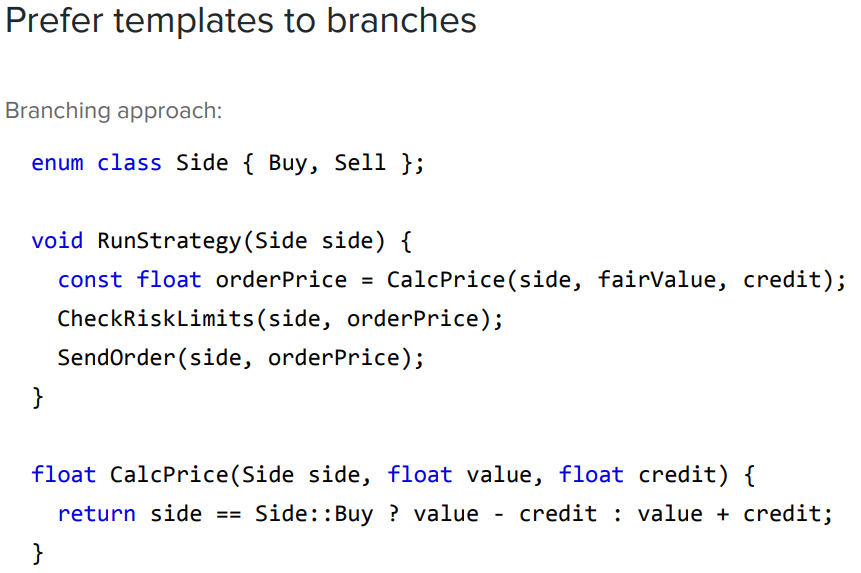 Prefer templates to branches
Branching approach:
enum class Side { Buy, Sell };
void RunStrategy(Side side) {
const float orderPrice = CalcPrice(side, fairValue, credit);
CheckRiskLimits(side, orderPrice);
SendOrder(side, orderPrice);
}
float CalcPrice(Side side, float value, float credit) {
return side == Side::Buy ? value - credit : value + credit;
}